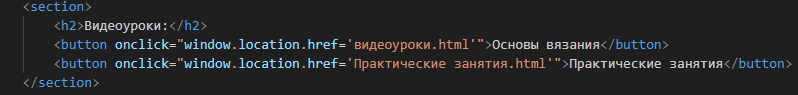 <section>
<h2>Видеоуроки:</h2>
<button onclick="window.location.href='видеоуроки.html'">Основы вязания</button>
<button onclick="window.location.href='Практические занятия.html'">Практические занятия</button>
</section>